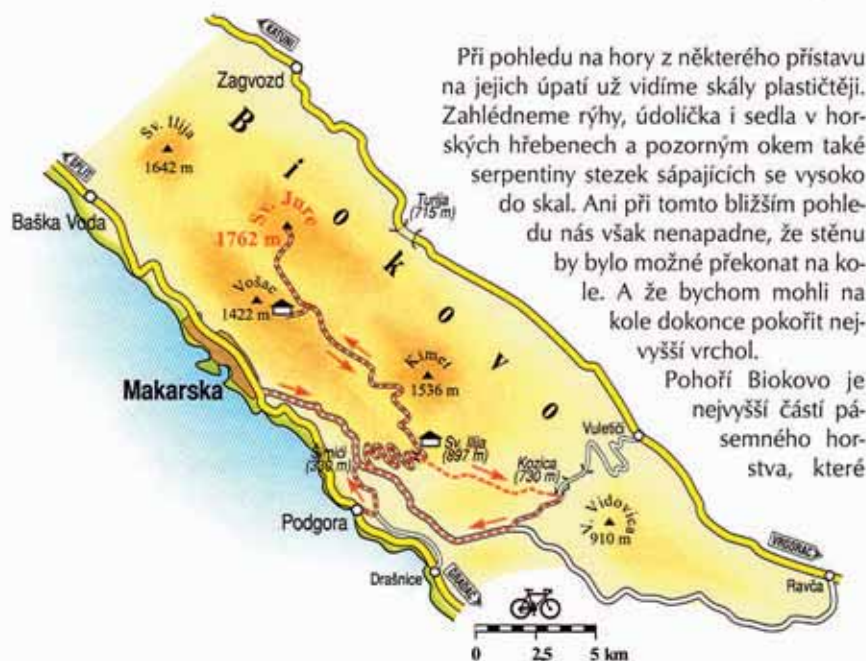 Při pohledu na hory z některého přístavu
na jejich úpatí už vidíme skály plastičtěji.
Zahlédneme rýhy, údolíčka i sedla v hor-
ských hřebenech a pozorným okem také
serpentiny stezek sápajících se vysoko
do skal. Ani při tomto bližším pohle-
du nás však nenapadne, že stěnu
by bylo možné překonat na ko-
le. A že bychom mohli na
kole dokonce pokořit nej-
vyšší vrchol.
Pohoří Biokovo je
nejvyšší částí pá-
semného hor-
stva, které
KATUNI
Zagvozd
Biokovo
Sv. Ilija
1642 m
SPLIT
Baška Voda
Turija
(715 m)
Sv. Jure
1762 m
Vošac
1422 m
Kimet
1536 m
Makarska
Sv. Ilija
(897 m)
Vuletiči
Kozica
(730 m)
Podgora
V. Vidovica
910 m
VRGORAC
Ravča
Drašnice
0 2,5 5 km